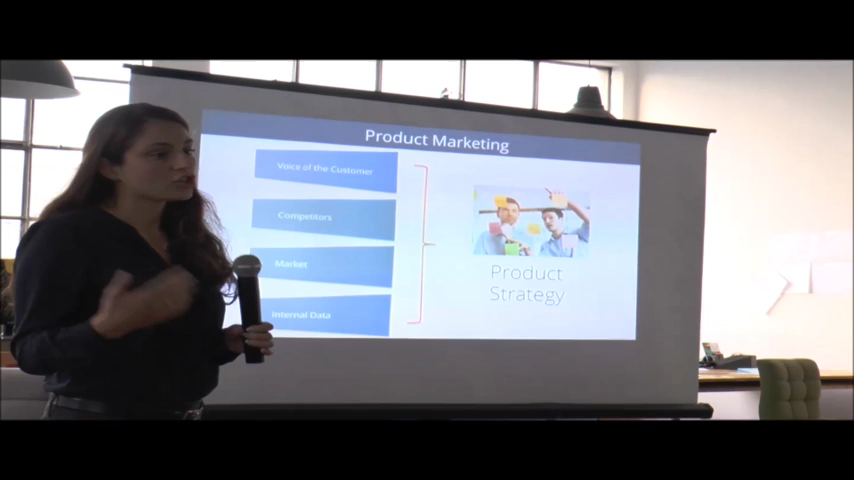 Product Marketing
Voice of the Customer
Competitors
Market
Internal Data
Product
Strategy